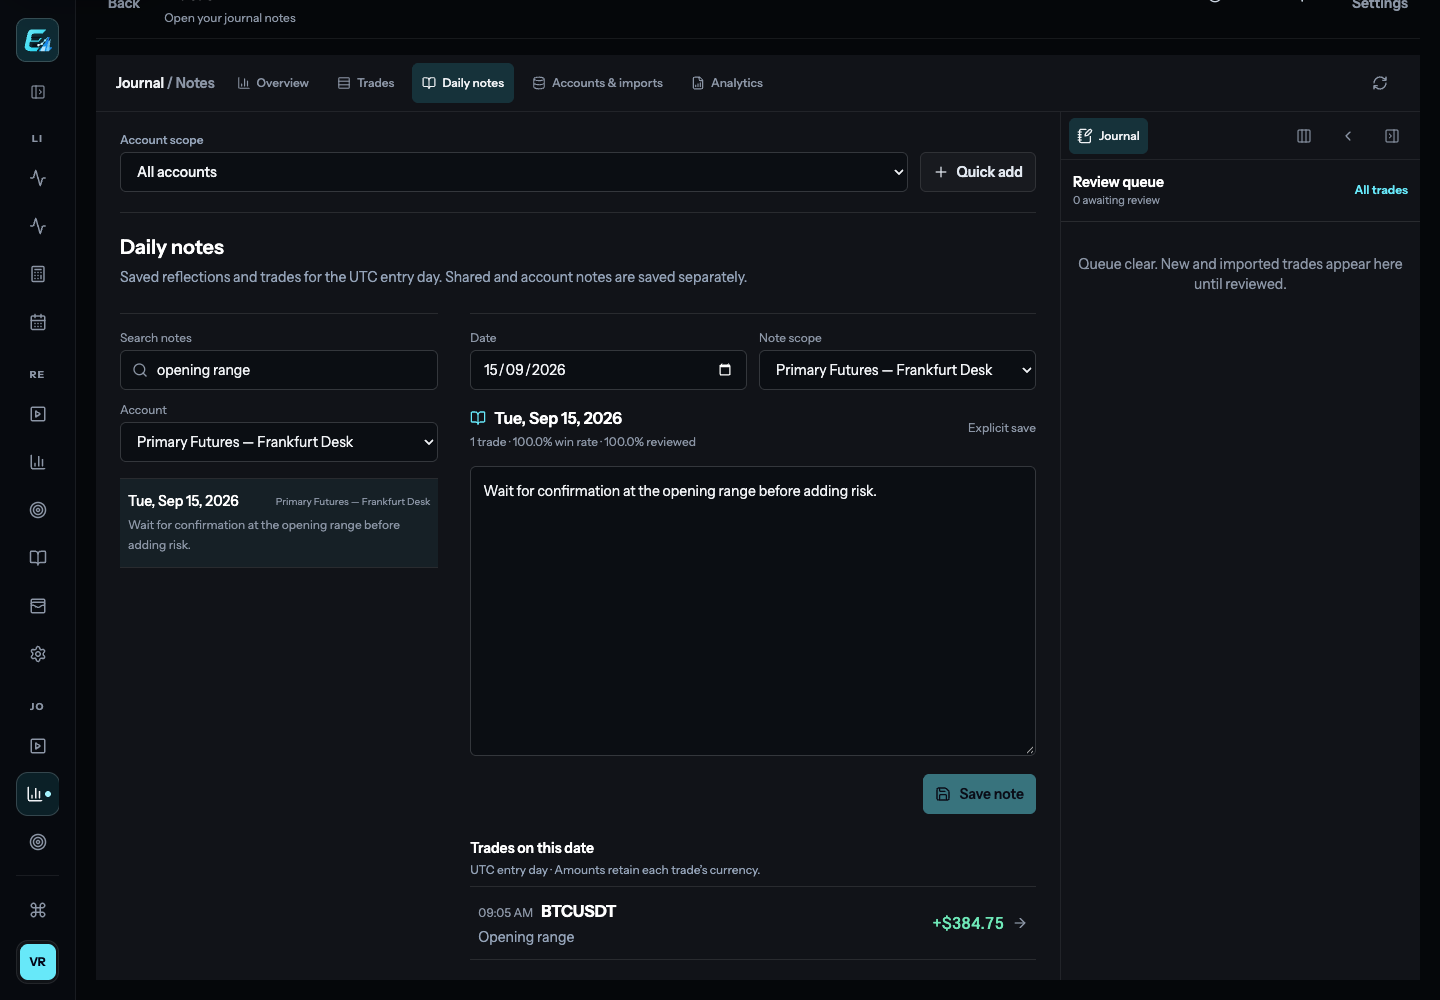 Back
Open your journal notes
Settings
Journal / Notes
Overview
Trades
Daily notes
Accounts & imports
Analytics
LI
RE
JO
VR
Account scope
All accounts
Quick add
Daily notes
Saved reflections and trades for the UTC entry day. Shared and account notes are saved separately.
Search notes
opening range
Account
Primary Futures — Frankfurt Desk
Tue, Sep 15, 2026
Primary Futures — Frankfurt Desk
Wait for confirmation at the opening range before
adding risk.
Date
15/09/2026
Note scope
Primary Futures — Frankfurt Desk
Tue, Sep 15, 2026
1 trade · 100.0% win rate · 100.0% reviewed
Explicit save
Wait for confirmation at the opening range before adding risk.
Save note
Trades on this date
UTC entry day · Amounts retain each trade's currency.
09:05 AM BTCUSDT
Opening range
+$384.75
Journal
Review queue
0 awaiting review
All trades
Queue clear. New and imported trades appear here
until reviewed.